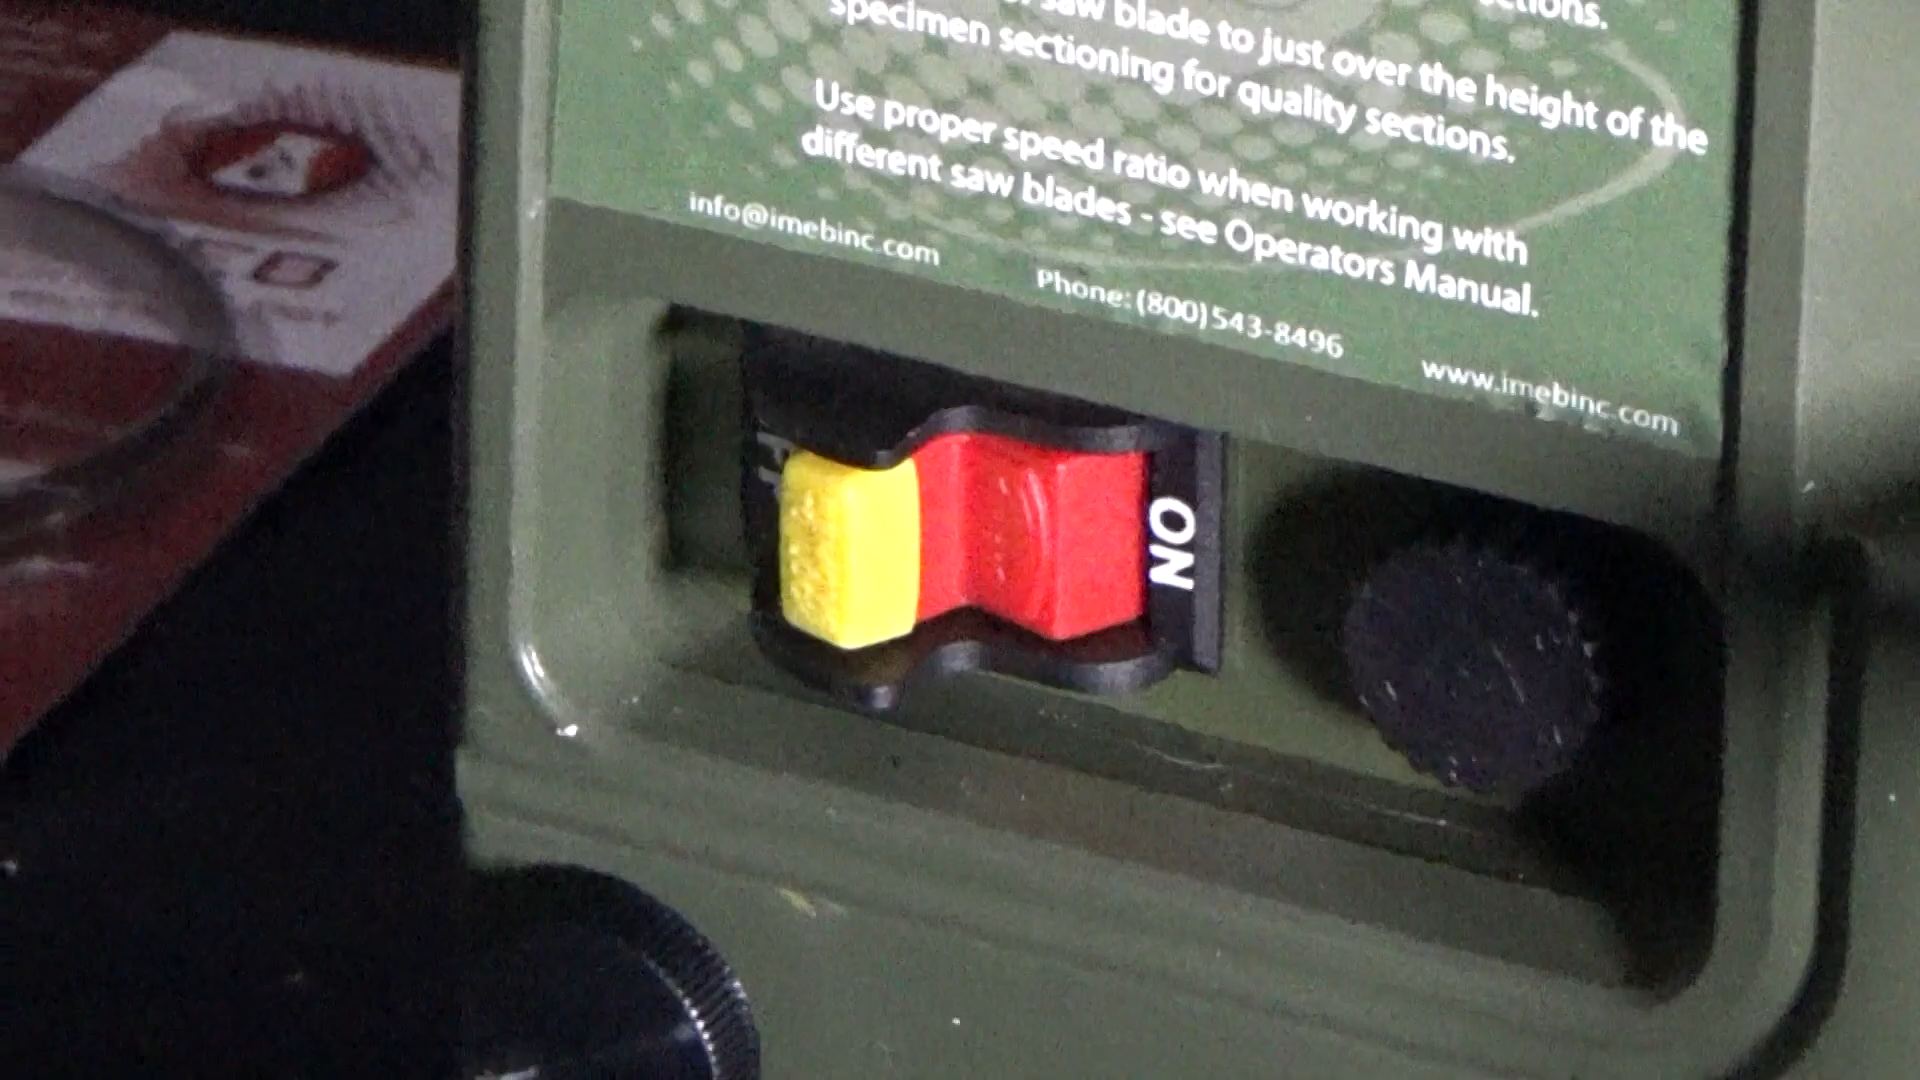 saw blade to just over the height of the
specimen sectioning for quality sections.
Use proper speed ratio when working with
different saw blades - see Operators Manual.
info@imebinc.com
Phone: (800) 543-8496
www.imebinc.com
ON